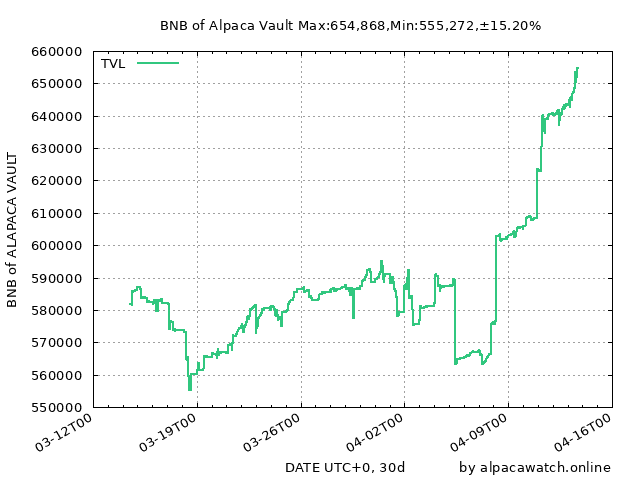 BNB of Alpaca Vault Max:654,868,Min:555,272,±15.20%
TVL
BNB of ALAPACA VAULT
660000
650000
640000
630000
620000
610000
600000
590000
580000
570000
560000
550000
03-12T00
03-19T00
03-26T00
04-02T00
04-09T00
04-16T00
DATE UTC+0, 30d
by alpacawatch.online